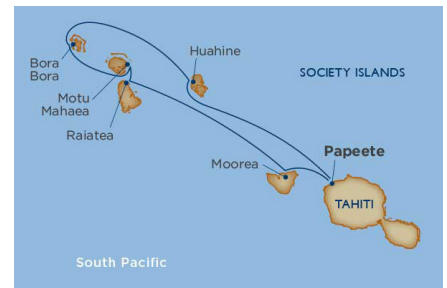 Huahine
Bora
Bora
SOCIETY ISLANDS
Motu
Mahaea
Raiatea
Papeete
Moorea
TAHITI
South Pacific